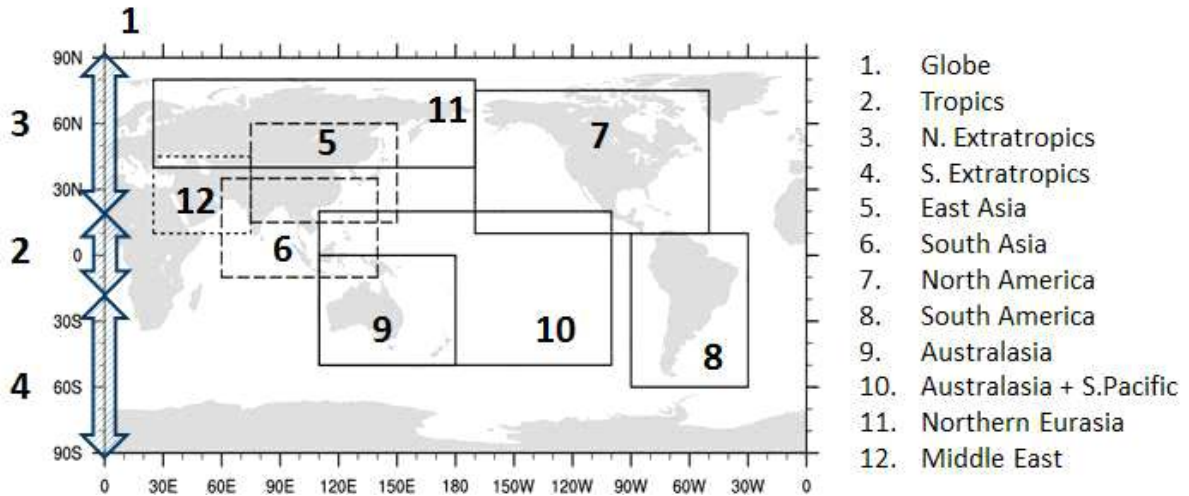 1
90N
3
60N
11
5
7
30N
12
2
0
6
30S
9
10
8
4
60S
90S
0 30E 60E 90E 120E 150E 180 150W 120W 90W 60W 30W 0
1. Globe
2. Tropics
3. N. Extratropics
4. S. Extratropics
5. East Asia
6. South Asia
7. North America
8. South America
9. Australasia
10. Australasia + S.Pacific
11. Northern Eurasia
12. Middle East